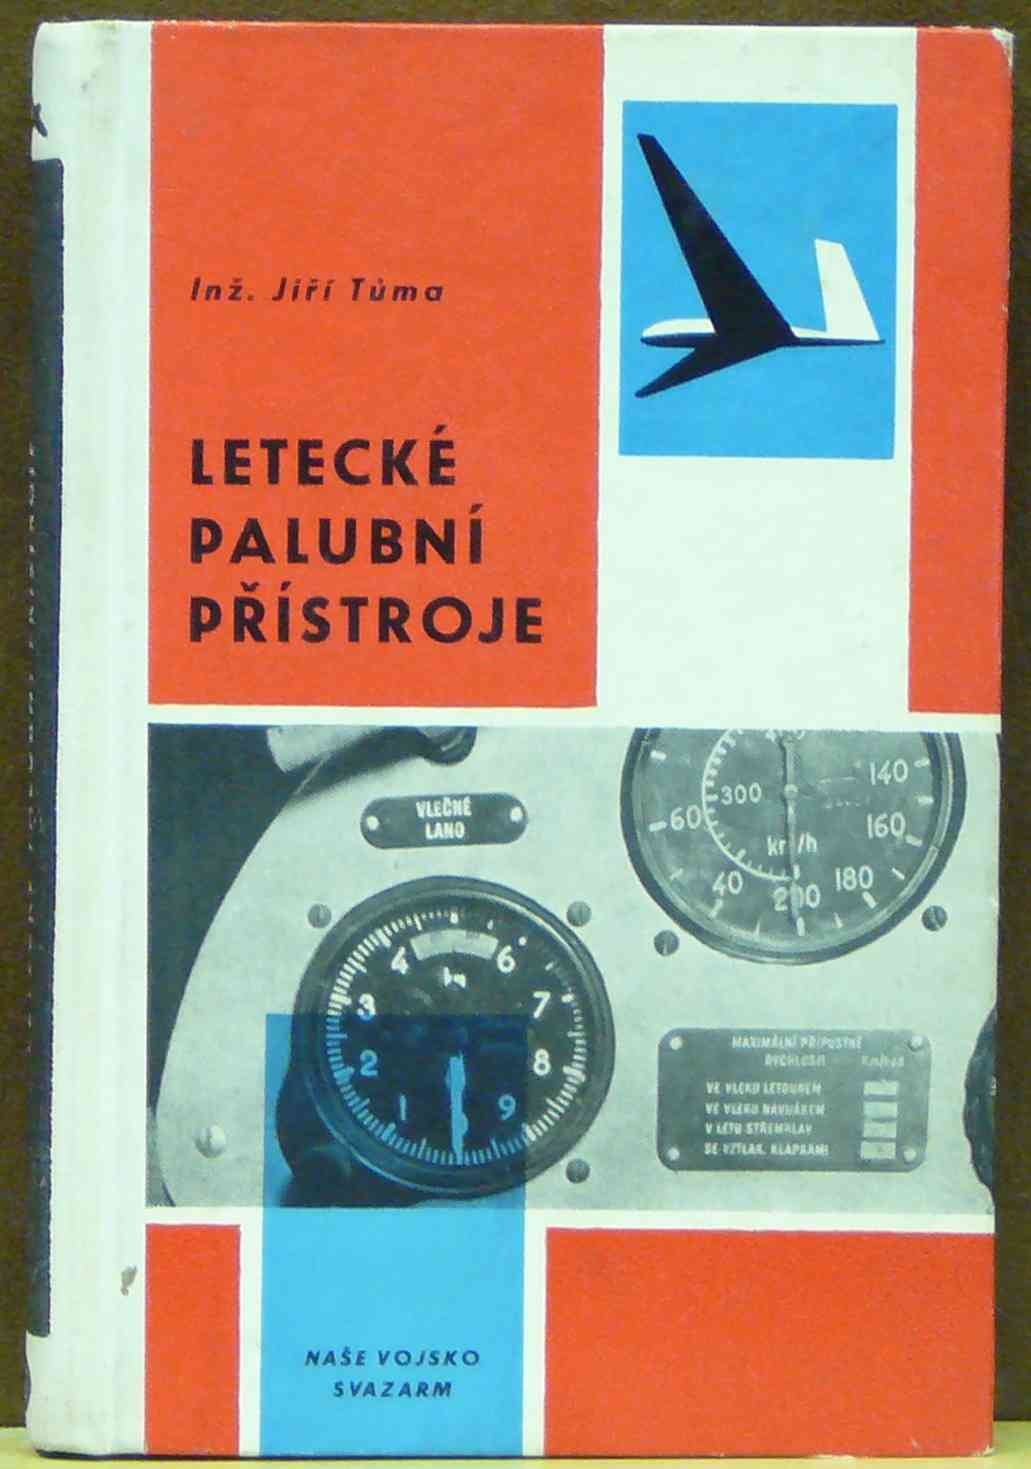 Inž. Jiří Tůma
LETECKÉ
PALUBNÍ
PŘÍSTROJE
VLEČNÉ
LANO
300
140
60
160
km/h
40
180
200
4
6
3
7
2
8
1
9
MAXIMÁLNÍ PŘÍPUSTNÉ
RYCHLOSTI
VE VLEKU LETOUNEM
VE VLEKU NAVIJÁKEM
V LETU STŘEMHLAV
SE VZTLAK. KLAPKAMI
NAŠE VOJSKO
SVAZARM